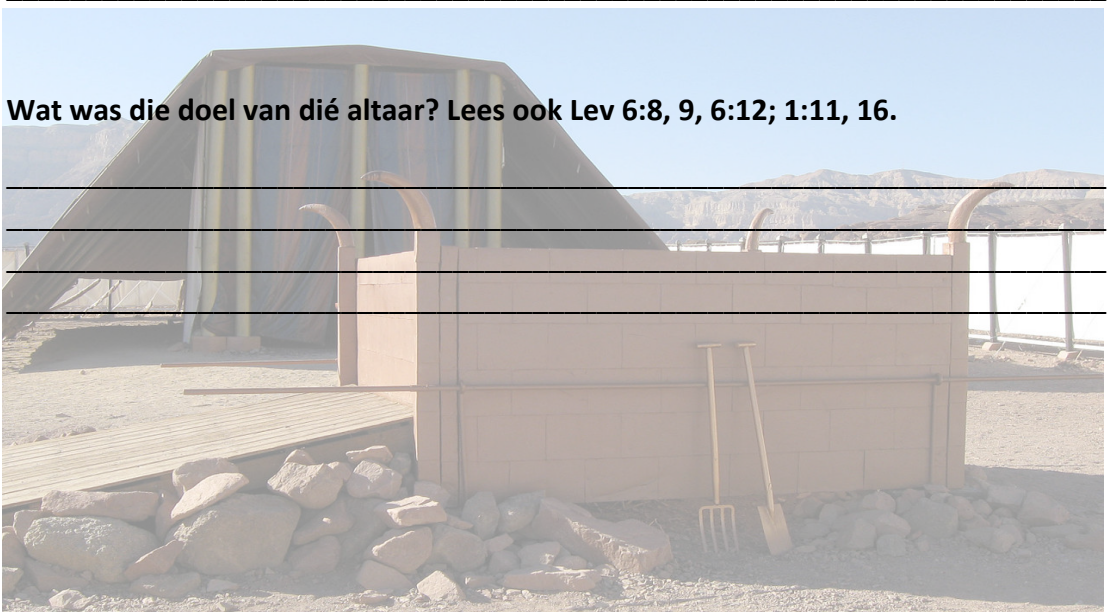 Wat was die doel van dié altaar? Lees ook Lev 6:8, 9, 6:12; 1:11, 16.